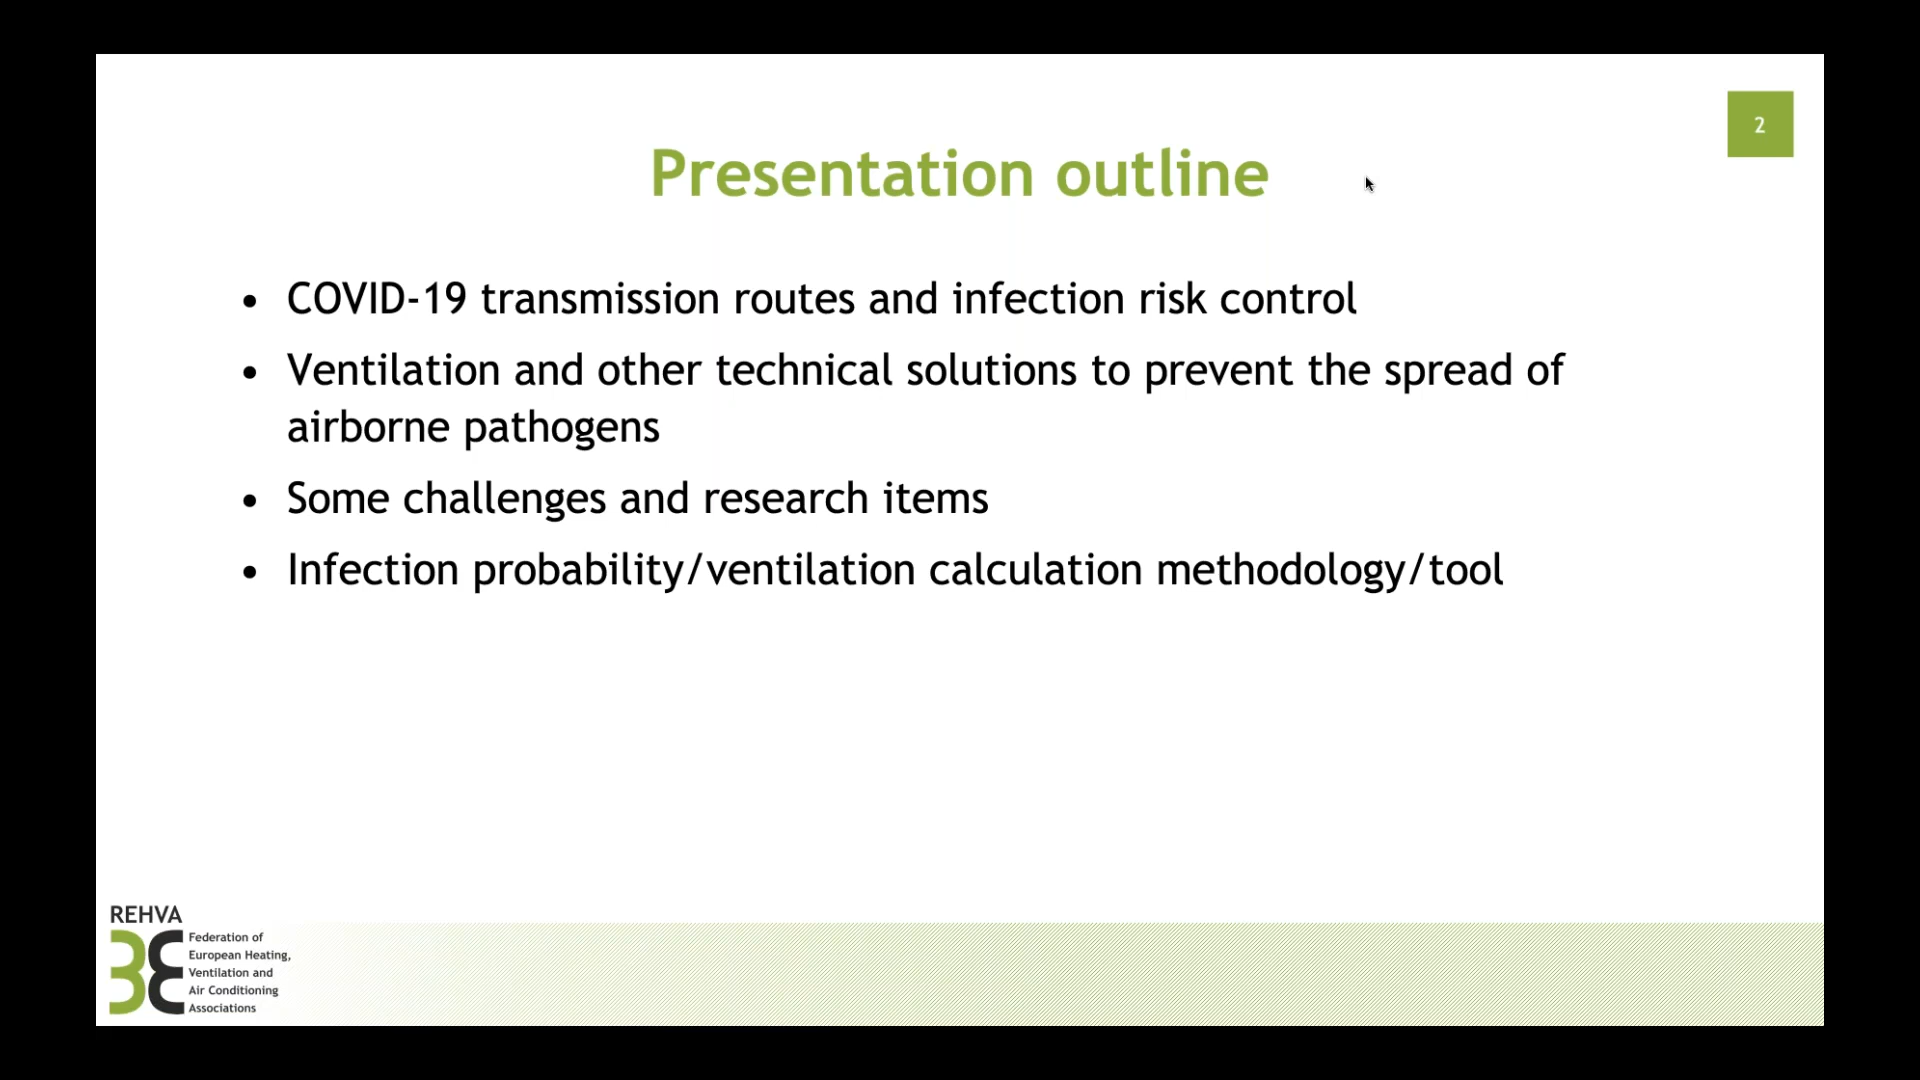 2
Presentation outline
• COVID-19 transmission routes and infection risk control
• Ventilation and other technical solutions to prevent the spread of
airborne pathogens
• Some challenges and research items
• Infection probability/ventilation calculation methodology/tool
REHVA
Federation of
European Heating,
Ventilation and
Air Conditioning
Associations